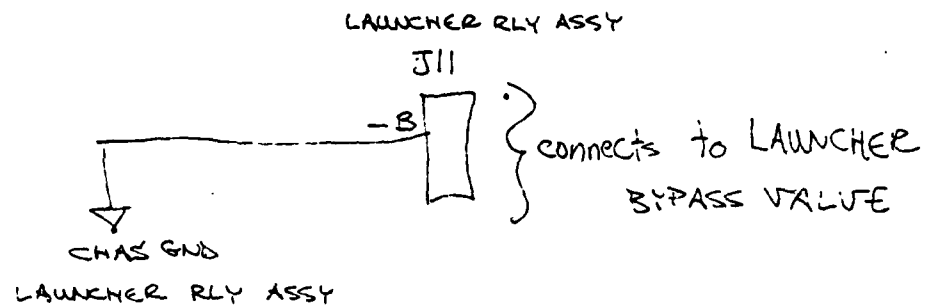 LAUNCHER RLY ASSY
J11
-B
connects to LAUNCHER
BYPASS VALVE
CHAS GND
LAUNCHER RLY ASSY